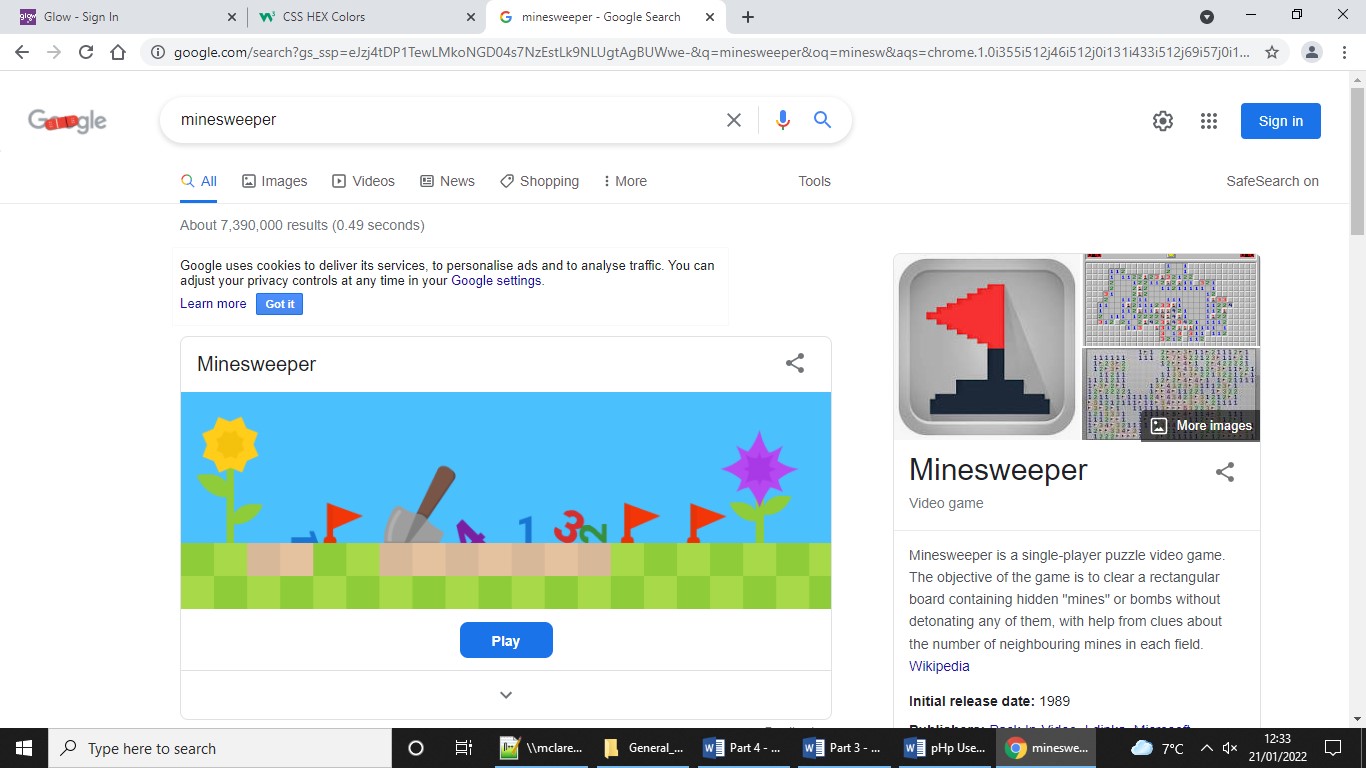 Glow - Sign In
CSS HEX Colors
minesweeper - Google Search
google.com/search?gs_ssp=eJzj4tDP1TewLMkoNGD04s7NzEstLk9NLUgtAgBUWwe-&q=minesweeper&oq=minesw&aqs=chrome.1.0i355i512j46i512j0i131i433i512j69i57j0i1...
Google
minesweeper
Sign in
All
Images
Videos
News
Shopping
More
Tools
SafeSearch on
About 7,390,000 results (0.49 seconds)
Google uses cookies to deliver its services, to personalise ads and to analyse traffic. You can
adjust your privacy controls at any time in your Google settings.
Learn more
Got it
Minesweeper
4 1 3 2
Play
More images
Minesweeper
Video game
Minesweeper is a single-player puzzle video game.
The objective of the game is to clear a rectangular
board containing hidden "mines" or bombs without
detonating any of them, with help from clues about
the number of neighbouring mines in each field.
Wikipedia
Initial release date: 1989
Type here to search
\\mclare...
General_...
Part 4 - ...
Part 3 - ...
pHp Use...
mineswe...
7°C
12:33
21/01/2022